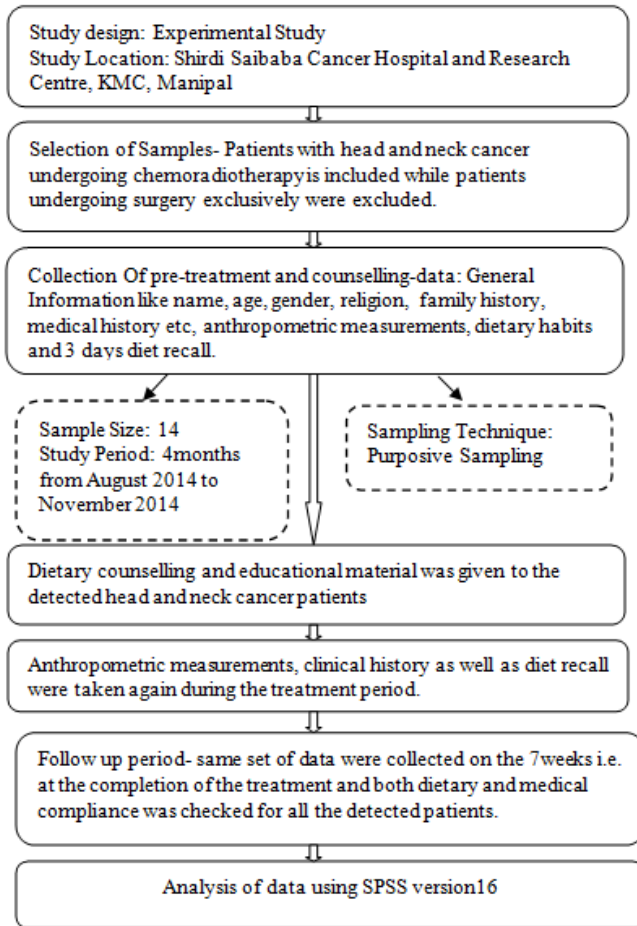 Study design: Experimental Study
Study Location: Shirdi Saibaba Cancer Hospital and Research
Centre, KMC, Manipal
Selection of Samples- Patients with head and neck cancer
undergoing chemoradiotherapy is included while patients
undergoing surgery exclusively were excluded.
Collection Of pre-treatment and counselling-data: General
Information like name, age, gender, religion, family history,
medical history etc, anthropometric measurements, dietary habits
and 3 days diet recall.
Sample Size: 14
Study Period: 4months
from August 2014 to
November 2014
Sampling Technique:
Purposive Sampling
Dietary counselling and educational material was given to the
detected head and neck cancer patients
Anthropometric measurements, clinical history as well as diet recall
were taken again during the treatment period.
Follow up period- same set of data were collected on the 7weeks i.e.
at the completion of the treatment and both dietary and medical
compliance was checked for all the detected patients.
Analysis of data using SPSS version16